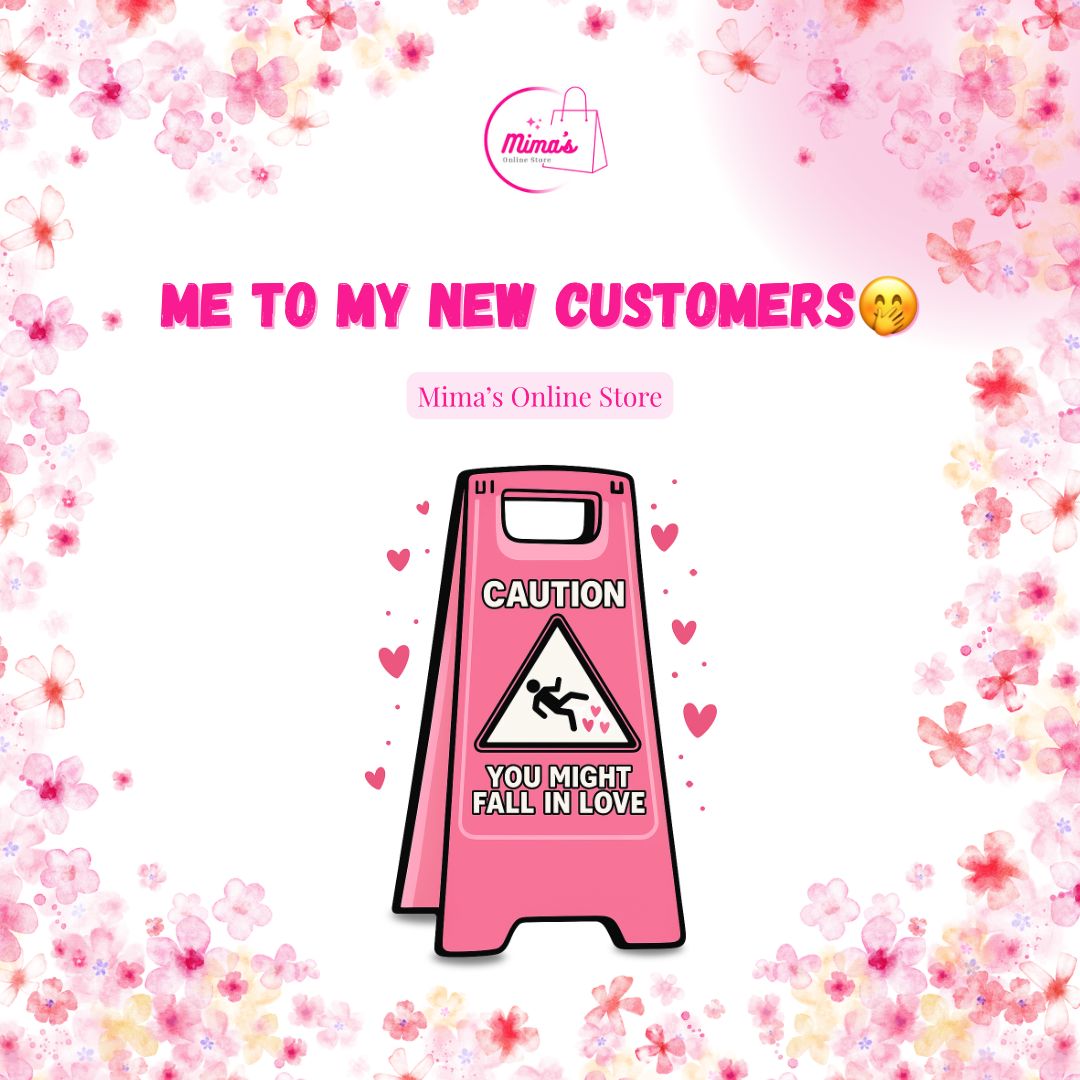 Mima's
Online Store
ME TO MY NEW CUSTOMERS🤭
Mima's Online Store
CAUTION
YOU MIGHT
FALL IN LOVE